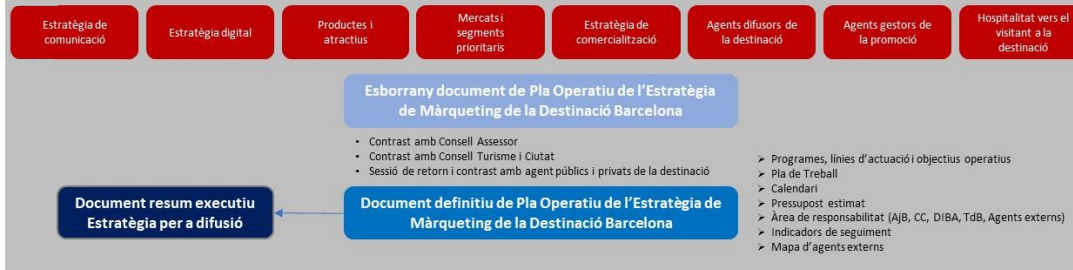 Estratègia de
comunicació
Estratègia digital
Productes i
atractius
Mercats i
segments
prioritaris
Estratègia de
comercialització
Agents difusors de
la destinació
Agents gestors de
la promoció
Hospitalitat vers el
visitant a la
destinació
Esborrany document de Pla Operatiu de l'Estratègia
de Màrqueting de la Destinació Barcelona
• Contrast amb Consell Assessor
• Contrast amb Consell Turisme i Ciutat
• Sessió de retorn i contrast amb agent públics i privats de la destinació
Document resum executiu
Estratègia per a difusió
Document definitiu de Pla Operatiu de l'Estratègia de
Màrqueting de la Destinació Barcelona
➢ Programes, línies d'actuació i objectius operatius
➢ Pla de Treball
➢ Calendari
➢ Pressupost estimat
➢ Àrea de responsabilitat (AjB, CC, DIBA, TdB, Agents externs)
➢ Indicadors de seguiment
➢ Mapa d'agents externs